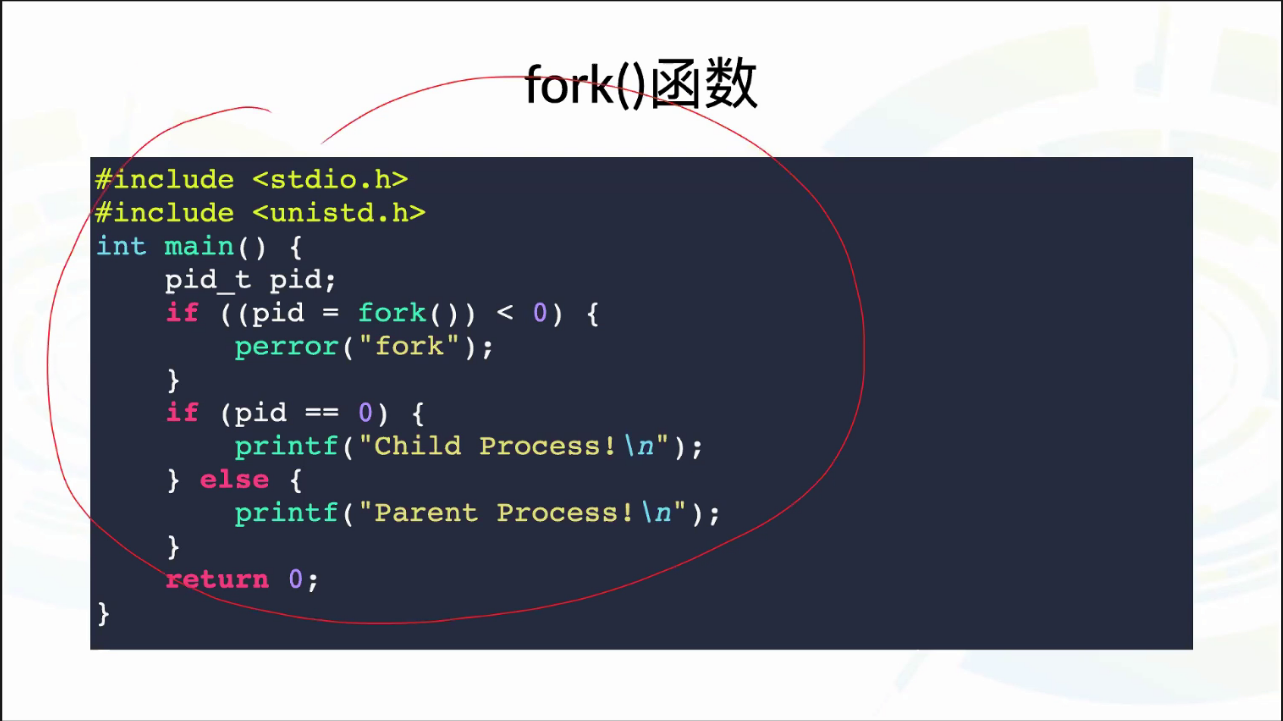 fork()函数
#include <stdio.h>
#include <unistd.h>
int main() {
    pid_t pid;
    if ((pid = fork()) < 0) {
        perror("fork");
    }
    if (pid == 0) {
        printf("Child Process!\n");
    } else {
        printf("Parent Process!\n");
    }
    return 0;
}